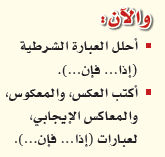 والآن:
أحلل العبارة الشرطية
(إذا... فإن...).
أكتب العكس، والمعكوس،
والمعاكس الإيجابي،
لعبارات (إذا... فإن...).